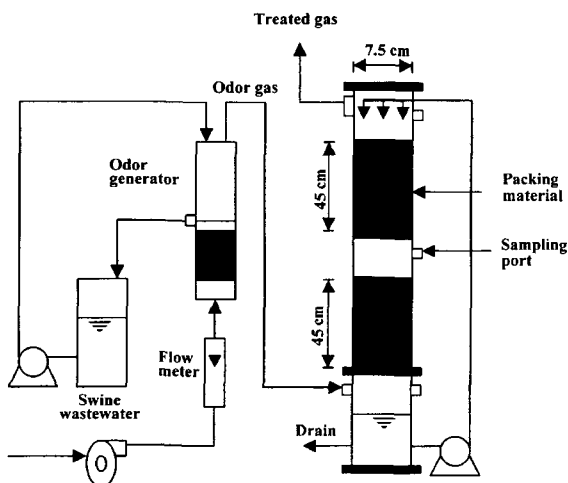 Treated gas
7.5 cm
Odor gas
Odor
generator
45 cm
Packing
material
Sampling
port
45 cm
Flow
meter
Swine
wastewater
Drain